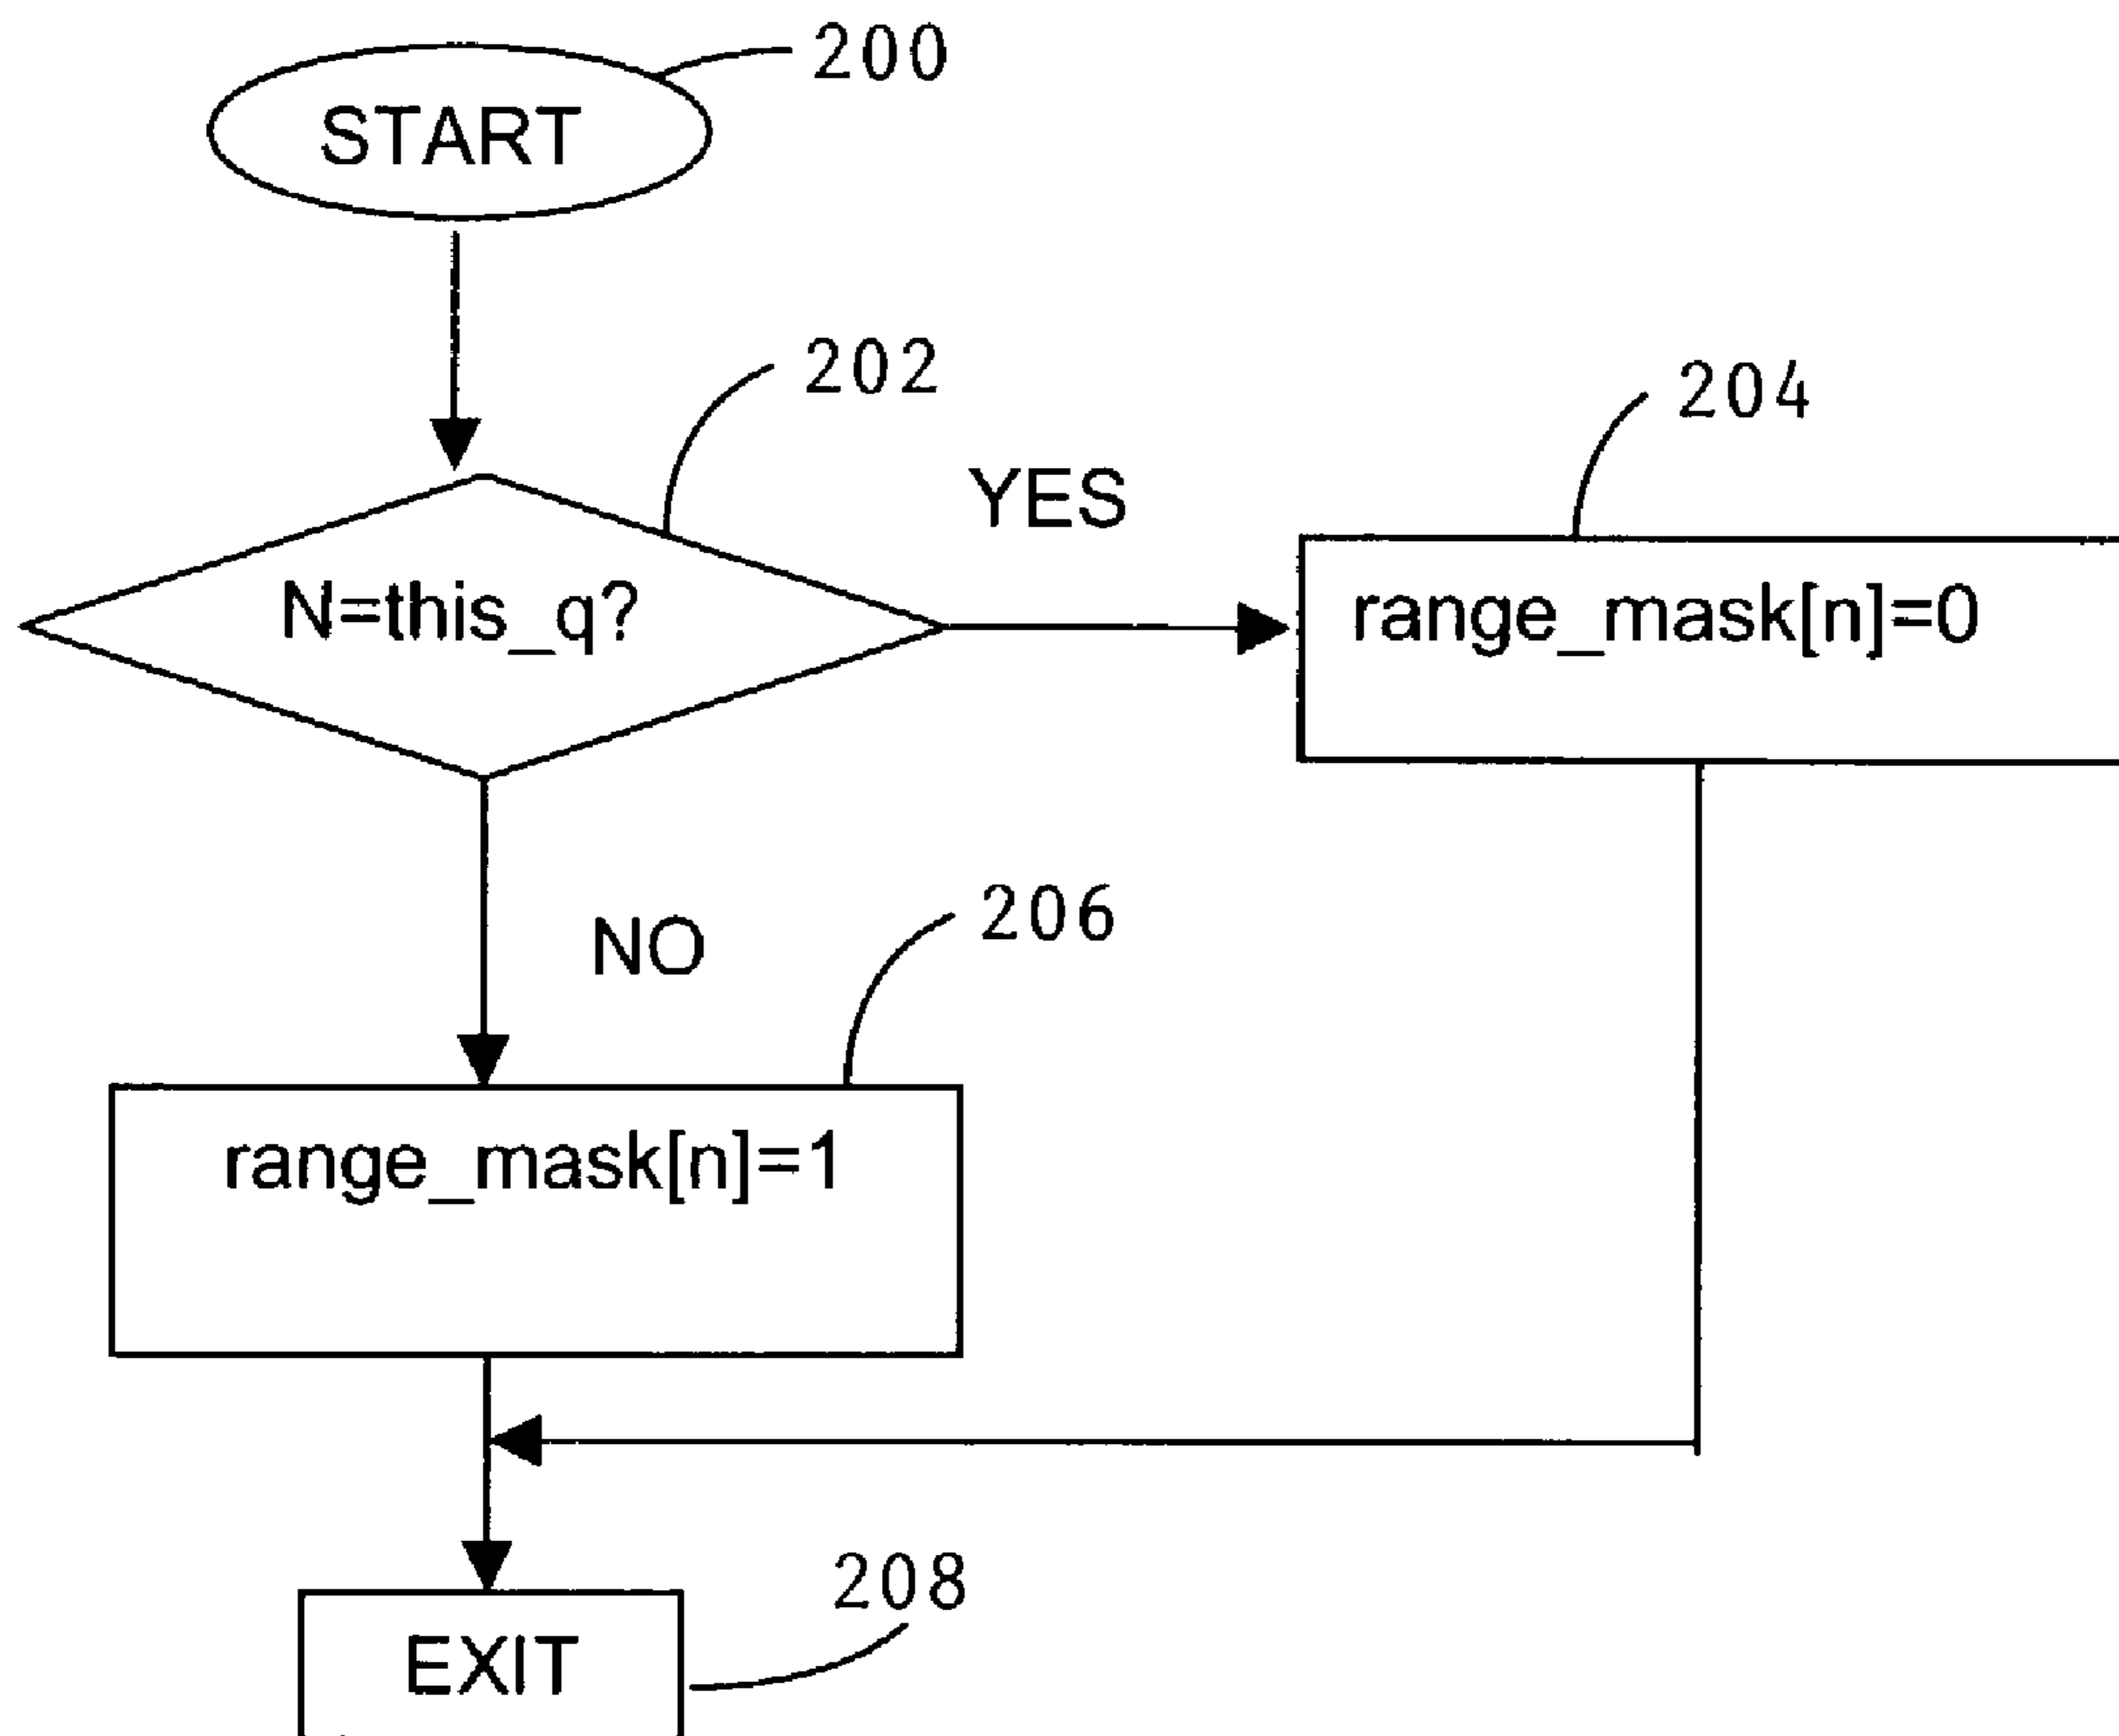 200
START
202
YES
204
N=this_q?
range_mask[n]=0
NO
206
range_mask[n]=1
208
EXIT